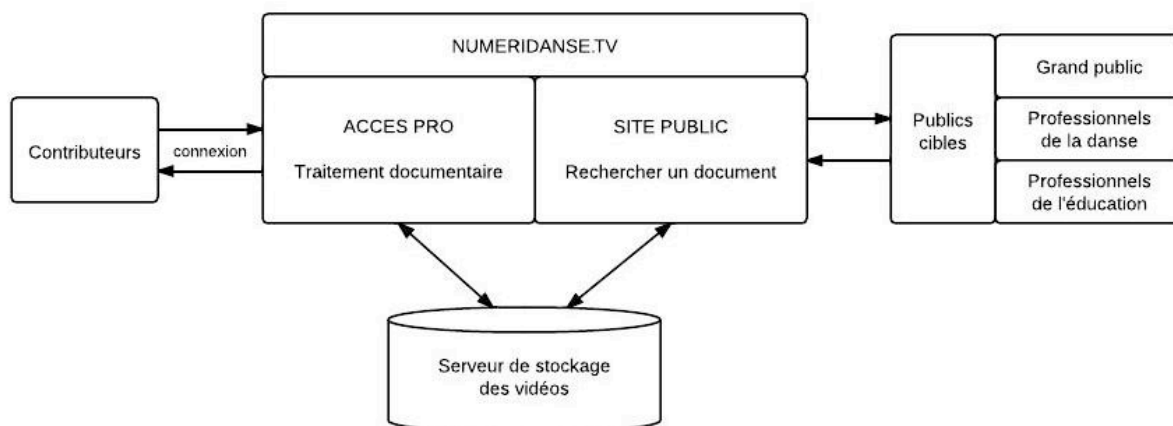 NUMERIDANSE.TV
Contributeurs
connexion
ACCES PRO
Traitement documentaire
SITE PUBLIC
Rechercher un document
Publics
cibles
Grand public
Professionnels
de la danse
Professionnels
de l'éducation
Serveur de stockage
des vidéos